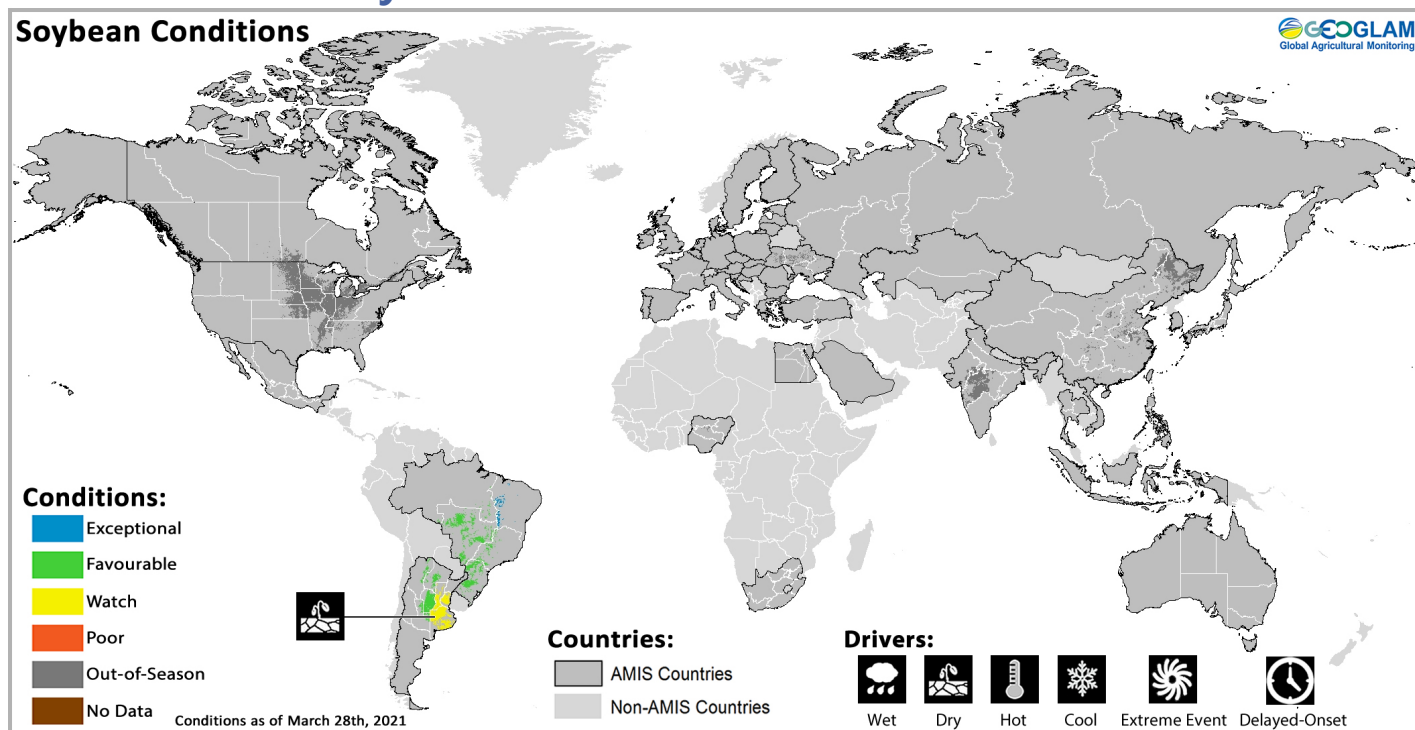 Soybean Conditions
GEOGLAM
Global Agricultural Monitoring
Conditions:
Exceptional
Favourable
Watch
Poor
Out-of-Season
No Data
Conditions as of March 28th, 2021
Countries:
AMIS Countries
Non-AMIS Countries
Drivers:
Wet
Dry
Hot
Cool
Extreme Event
Delayed-Onset